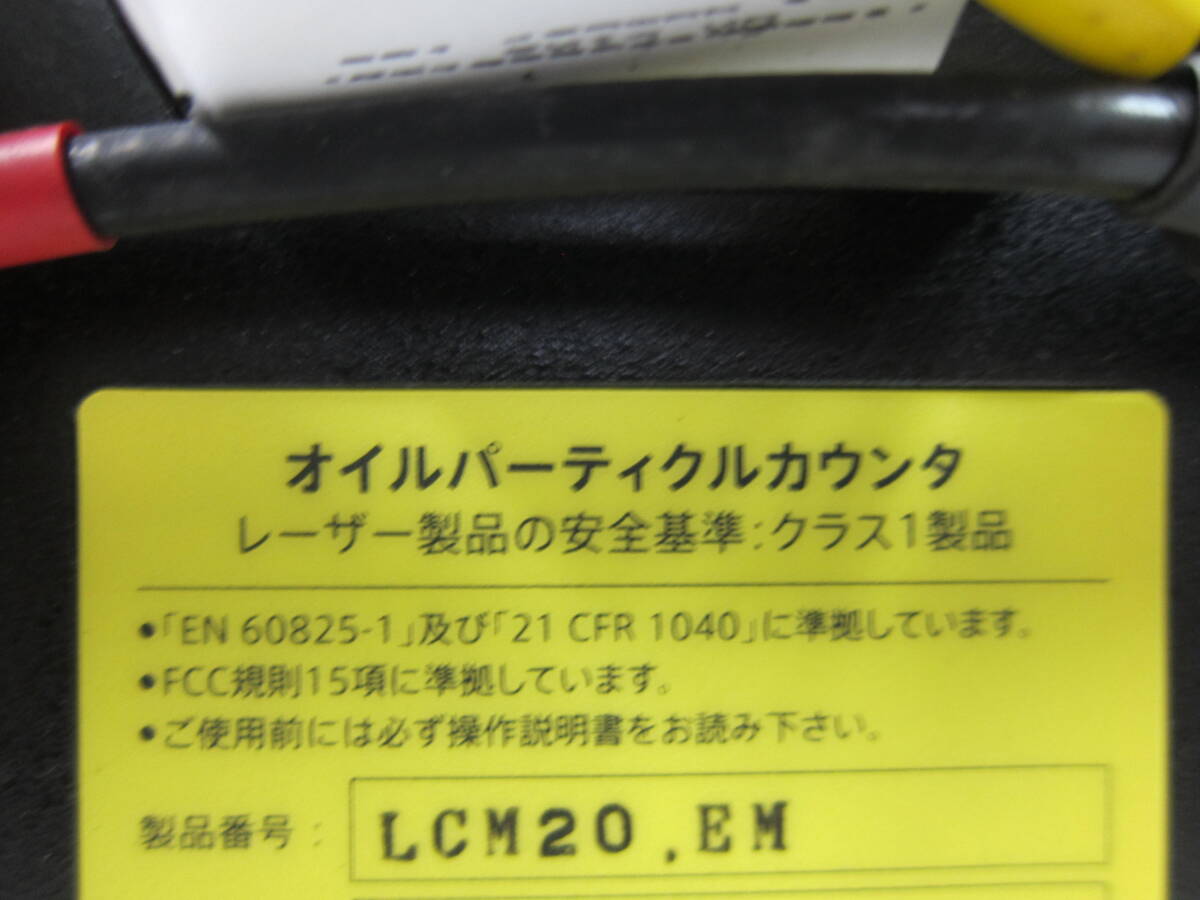 オイルパーティクルカウンタ
レーザー製品の安全基準:クラス1製品
•「EN 60825-1」及び「21 CFR 1040」に準拠しています。
•FCC規則15項に準拠しています。
•ご使用前には必ず操作説明書をお読み下さい。
製品番号: LCM20.EM